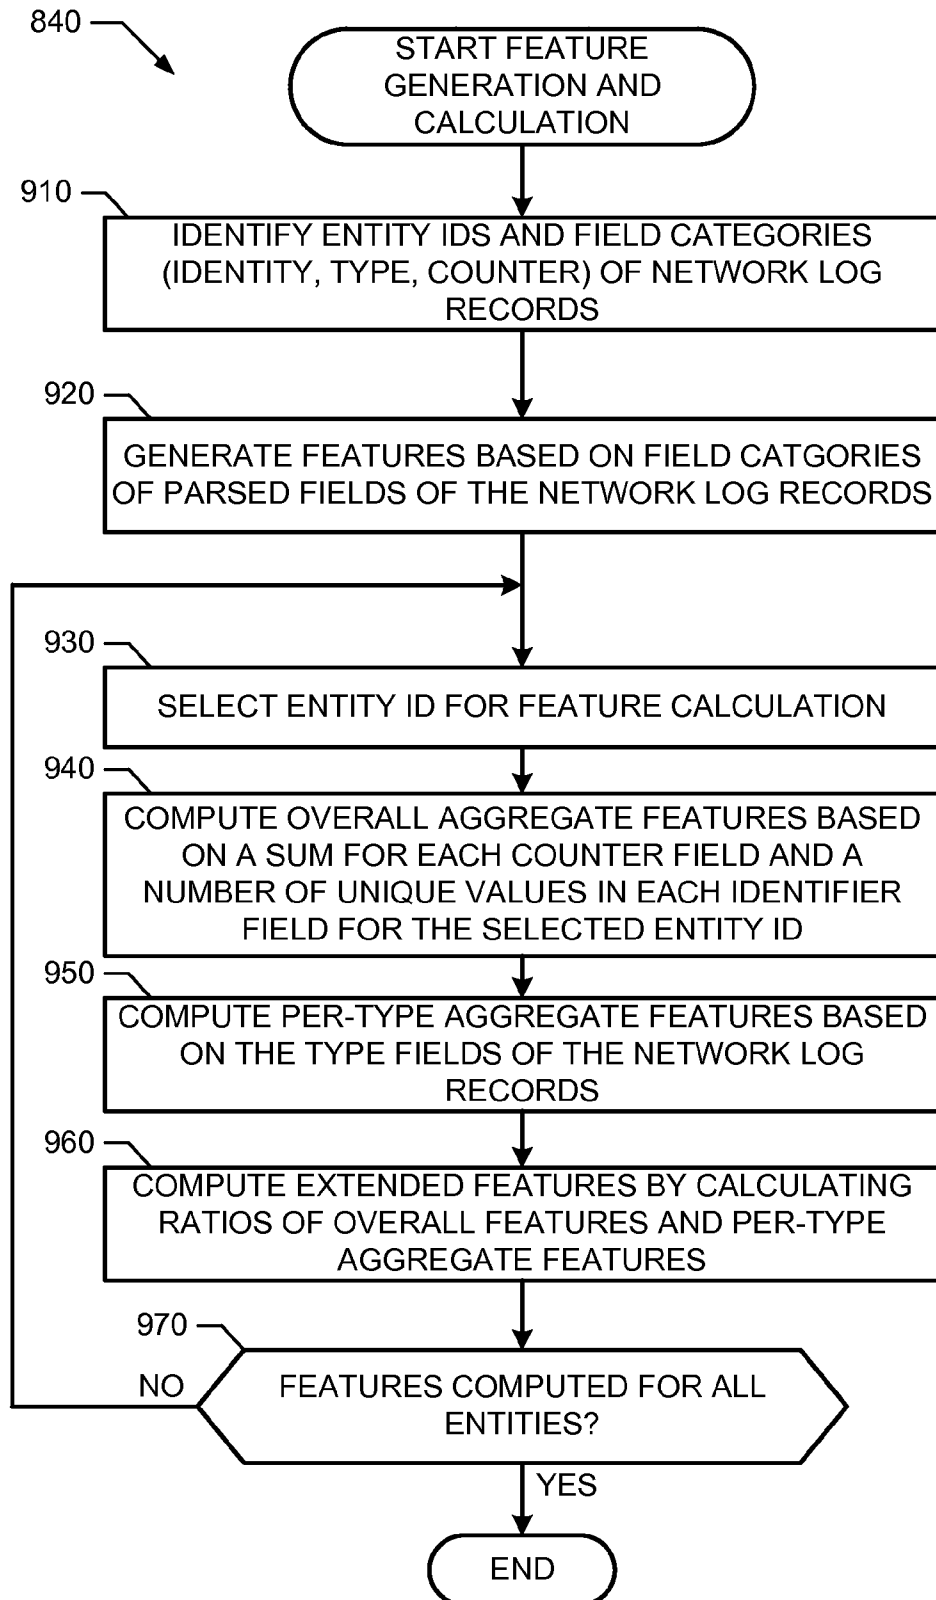 840
START FEATURE
GENERATION AND
CALCULATION
910
IDENTIFY ENTITY IDS AND FIELD CATEGORIES
(IDENTITY, TYPE, COUNTER) OF NETWORK LOG
RECORDS
920
GENERATE FEATURES BASED ON FIELD CATGORIES
OF PARSED FIELDS OF THE NETWORK LOG RECORDS
930
SELECT ENTITY ID FOR FEATURE CALCULATION
940
COMPUTE OVERALL AGGREGATE FEATURES BASED
ON A SUM FOR EACH COUNTER FIELD AND A
NUMBER OF UNIQUE VALUES IN EACH IDENTIFIER
FIELD FOR THE SELECTED ENTITY ID
950
COMPUTE PER-TYPE AGGREGATE FEATURES BASED
ON THE TYPE FIELDS OF THE NETWORK LOG
RECORDS
960
COMPUTE EXTENDED FEATURES BY CALCULATING
RATIOS OF OVERALL FEATURES AND PER-TYPE
AGGREGATE FEATURES
970
NO
FEATURES COMPUTED FOR ALL
ENTITIES?
YES
END